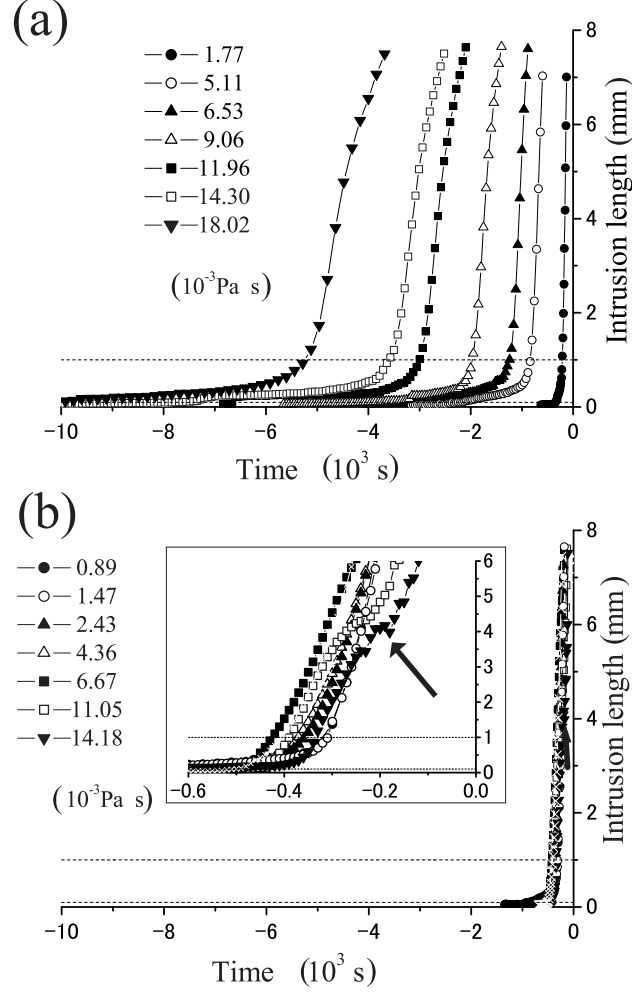 (a)
1.77
5.11
6.53
9.06
11.96
14.30
18.02
(10⁻³Pa s)
8
6
4
2
0
Intrusion length (mm)
−10 −8 −6 −4 −2 0
Time (10³ s)
(b)
0.89
1.47
2.43
4.36
6.67
11.05
14.18
(10⁻³Pa s)
6
5
4
3
2
1
0
−0.6 −0.4 −0.2 0.0
8
6
4
2
0
Intrusion length (mm)
−10 −8 −6 −4 −2 0
Time (10³ s)